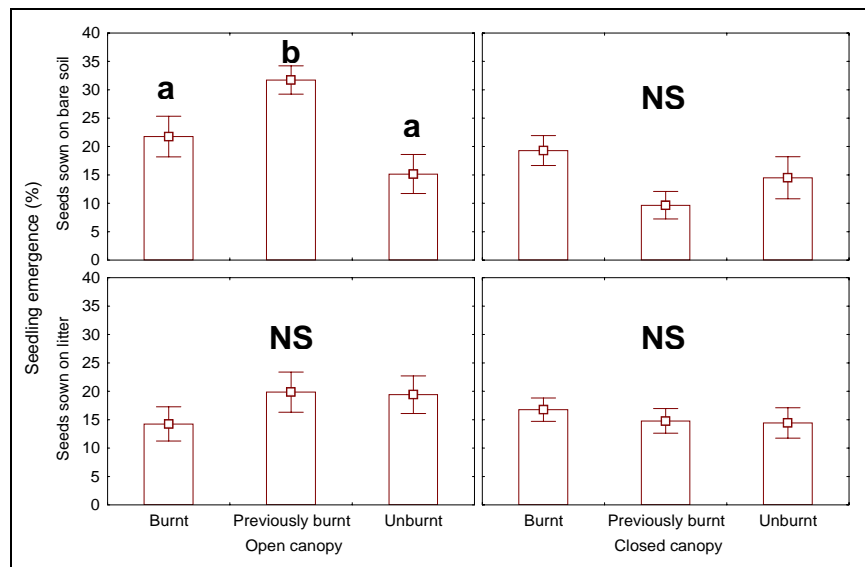 Seedling emergence (%)
Seeds sown on bare soil
40
35
30
25
20
15
10
5
0
a
b
a
NS
Seeds sown on litter
40
35
30
25
20
15
10
5
0
NS
NS
Burnt Previously burnt Unburnt
Open canopy
Burnt Previously burnt Unburnt
Closed canopy